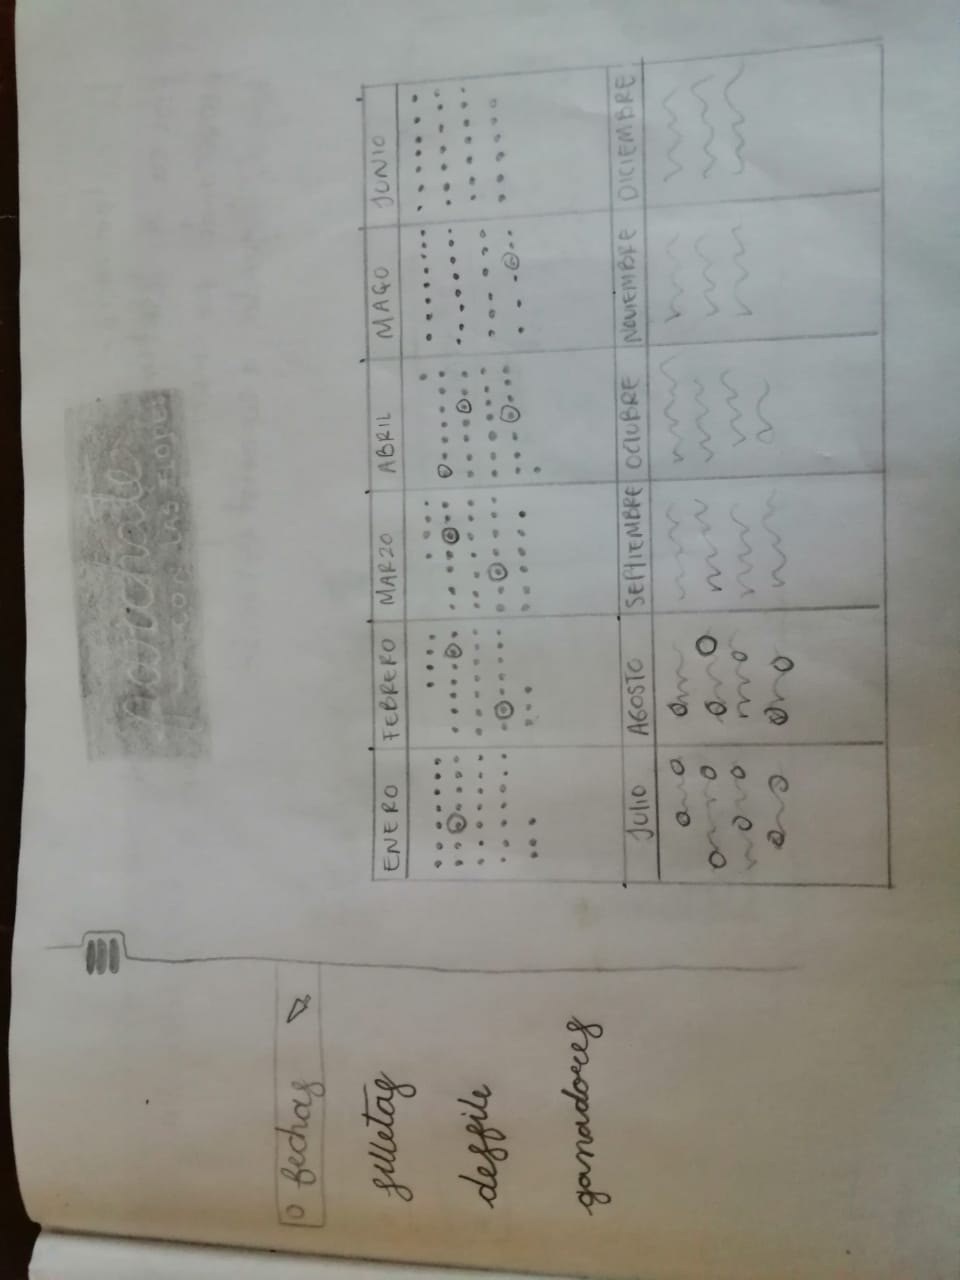 parchate
CON LAS FLORES
fechas
silletas
desfile
ganadores
ENERO FEBRERO MARZO ABRIL MAYO JUNIO
JULIO AGOSTO SEPTIEMBRE OCTUBRE NOVIEMBRE DICIEMBRE